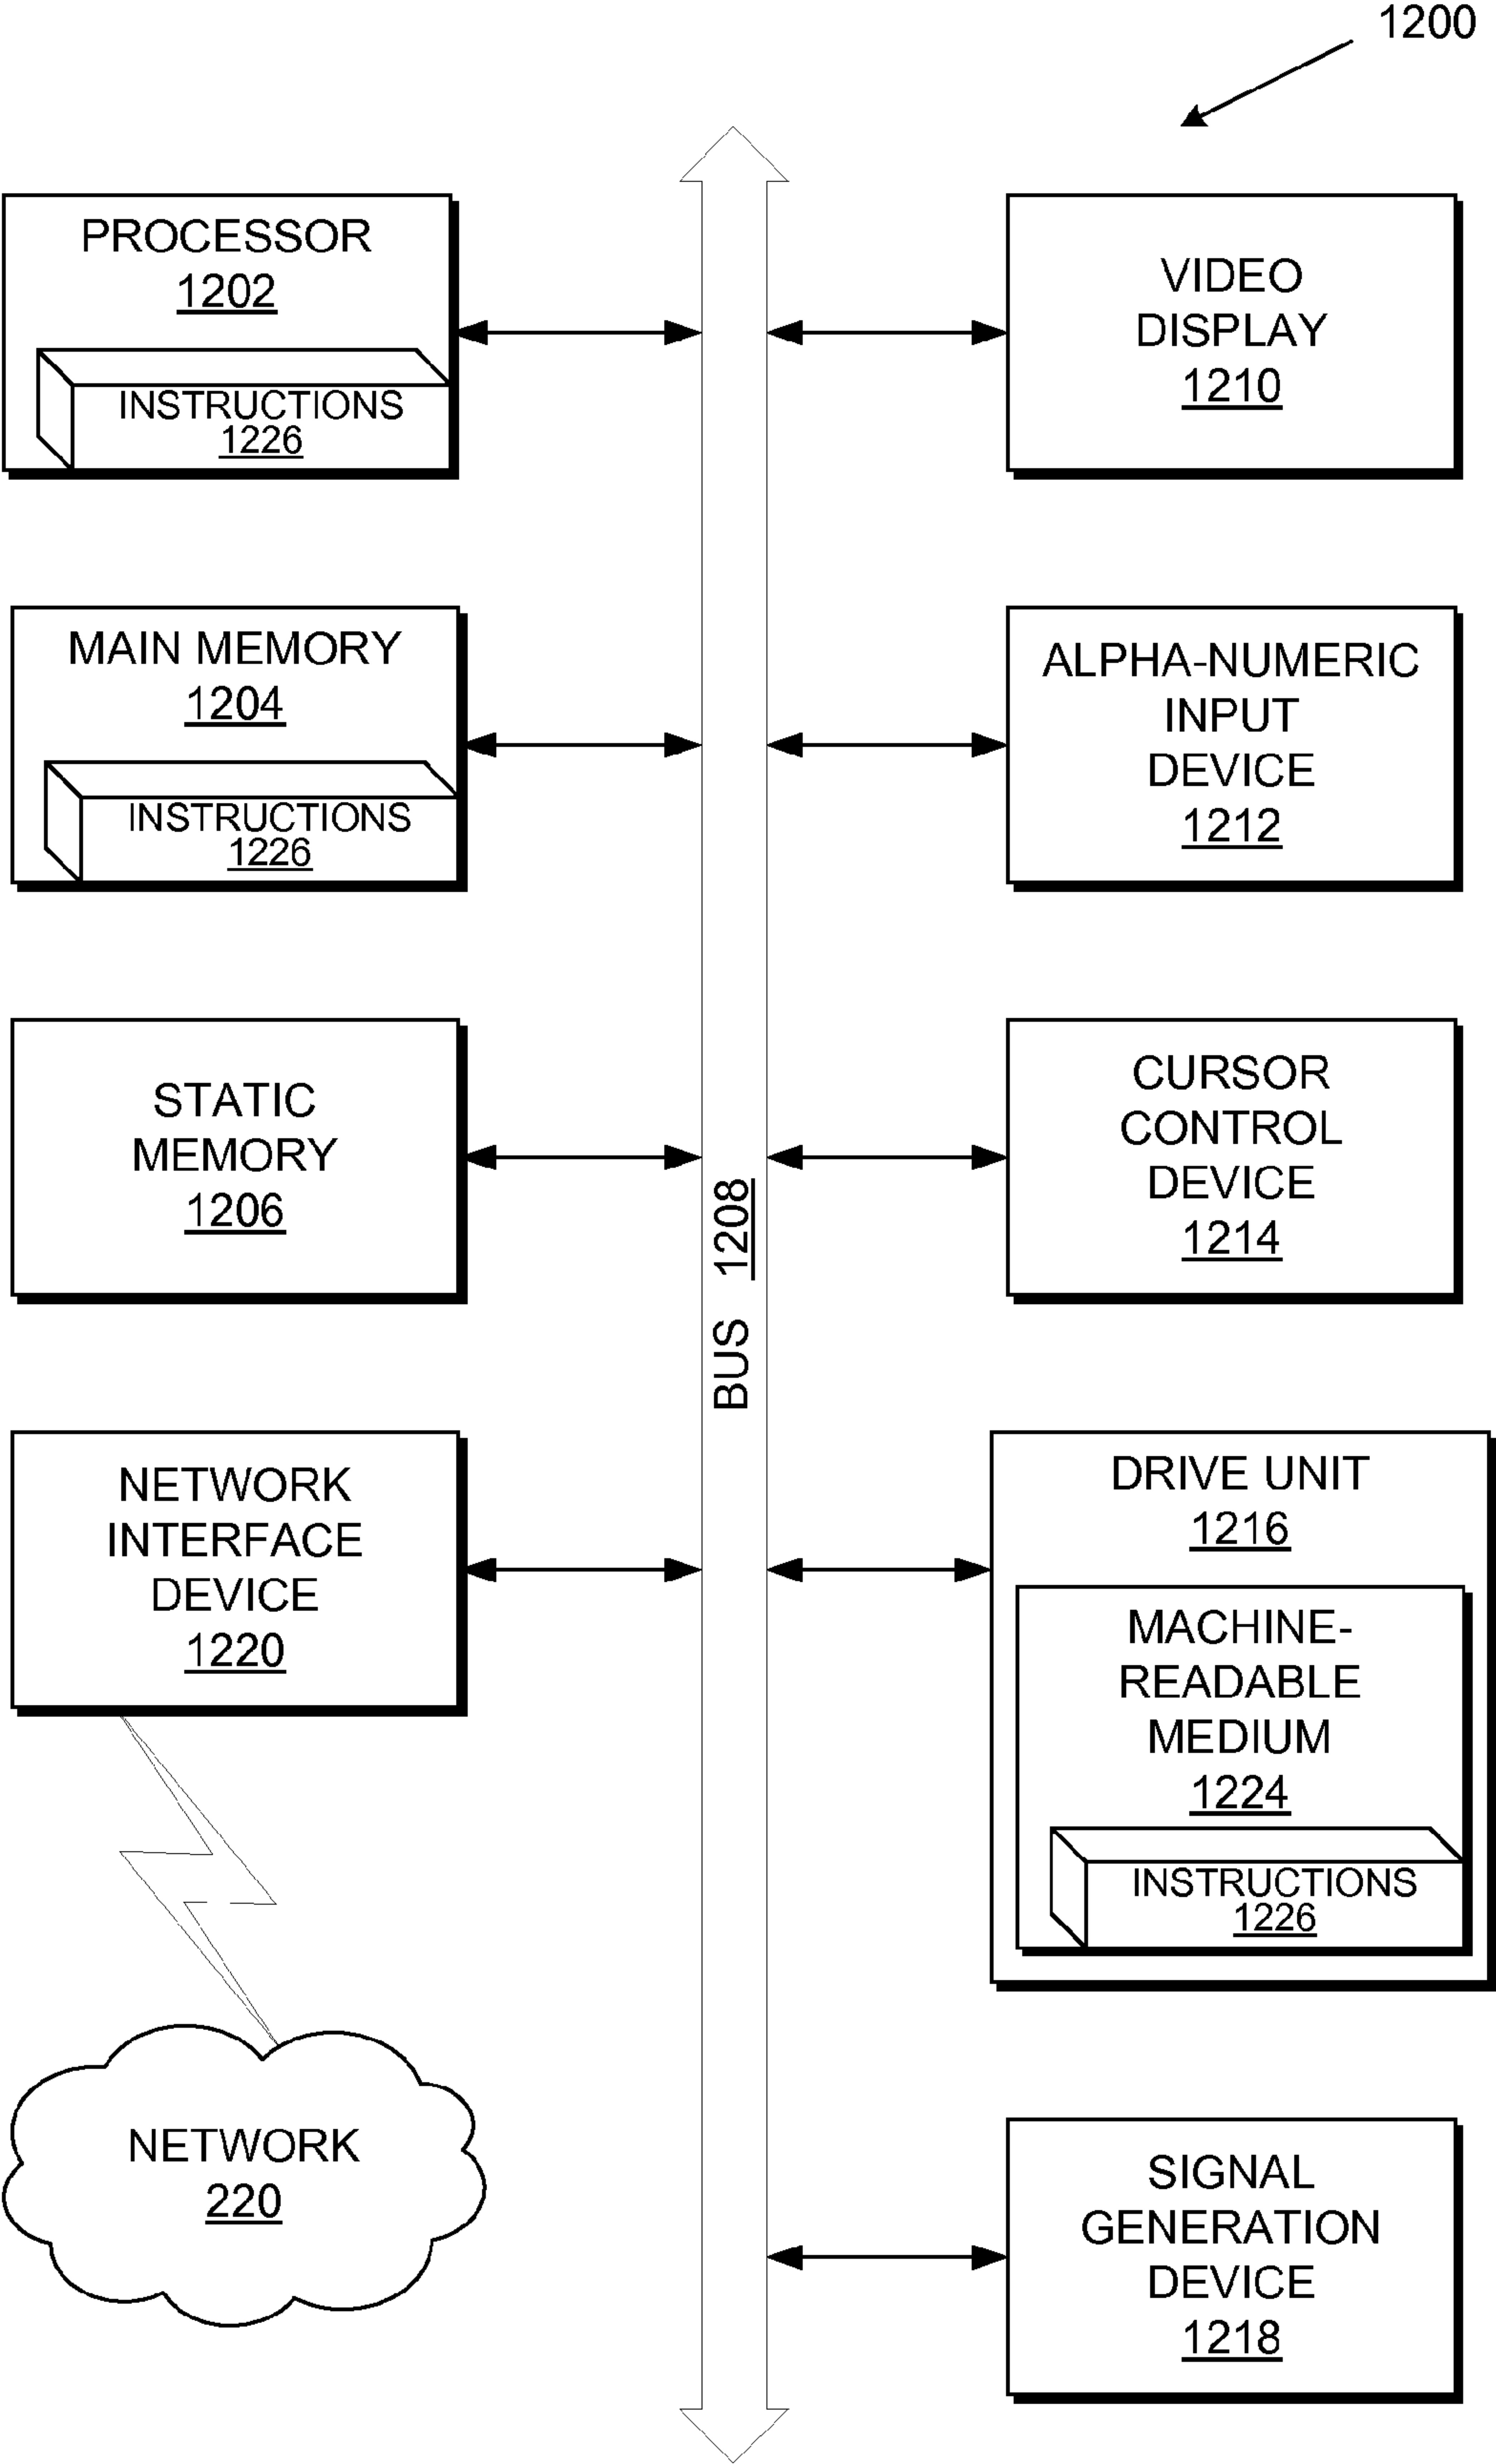 1200
PROCESSOR
1202
INSTRUCTIONS
1226
VIDEO
DISPLAY
1210
MAIN MEMORY
1204
INSTRUCTIONS
1226
ALPHA-NUMERIC
INPUT
DEVICE
1212
STATIC
MEMORY
1206
CURSOR
CONTROL
DEVICE
1214
BUS 1208
NETWORK
INTERFACE
DEVICE
1220
DRIVE UNIT
1216
MACHINE-
READABLE
MEDIUM
1224
INSTRUCTIONS
1226
NETWORK
220
SIGNAL
GENERATION
DEVICE
1218